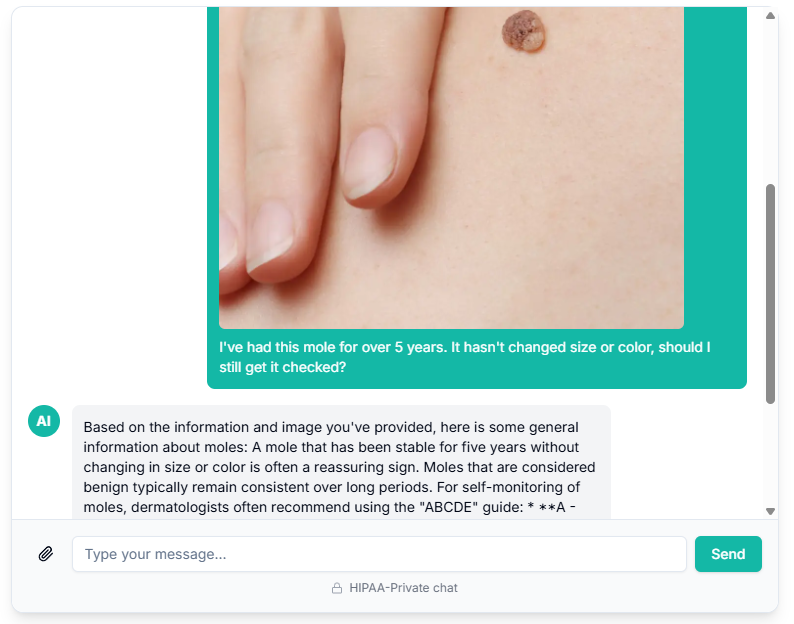 I've had this mole for over 5 years. It hasn't changed size or color, should I
still get it checked?
AI
Based on the information and image you've provided, here is some general
information about moles: A mole that has been stable for five years without
changing in size or color is often a reassuring sign. Moles that are considered
benign typically remain consistent over long periods. For self-monitoring of
moles, dermatologists often recommend using the "ABCDE" guide: * **A -
Type your message...
Send
HIPAA-Private chat